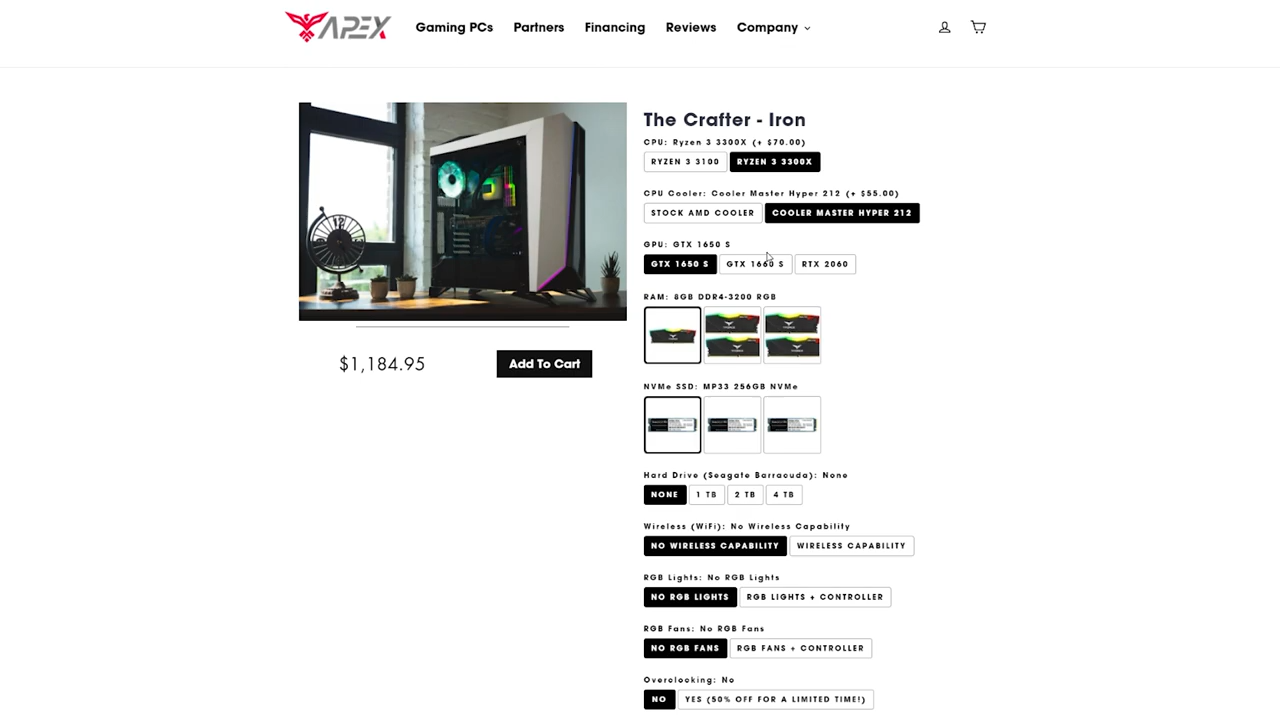 APEX
Gaming PCs Partners Financing Reviews Company
The Crafter - Iron
CPU: Ryzen 3 3300X (+ $70.00)
RYZEN 3 3100 RYZEN 3 3300X
CPU Cooler: Cooler Master Hyper 212 (+ $55.00)
STOCK AMD COOLER COOLER MASTER HYPER 212
GPU: GTX 1650 S
GTX 1650 S GTX 1660 S RTX 2060
RAM: 8GB DDR4-3200 RGB
$1,184.95 Add To Cart
NVMe SSD: MP33 256GB NVMe
Hard Drive (Seagate Barracuda): None
NONE 1 TB 2 TB 4 TB
Wireless (WiFi): No Wireless Capability
NO WIRELESS CAPABILITY WIRELESS CAPABILITY
RGB Lights: No RGB Lights
NO RGB LIGHTS RGB LIGHTS + CONTROLLER
RGB Fans: No RGB Fans
NO RGB FANS RGB FANS + CONTROLLER
Overclocking: No
NO YES (50% OFF FOR A LIMITED TIME!)